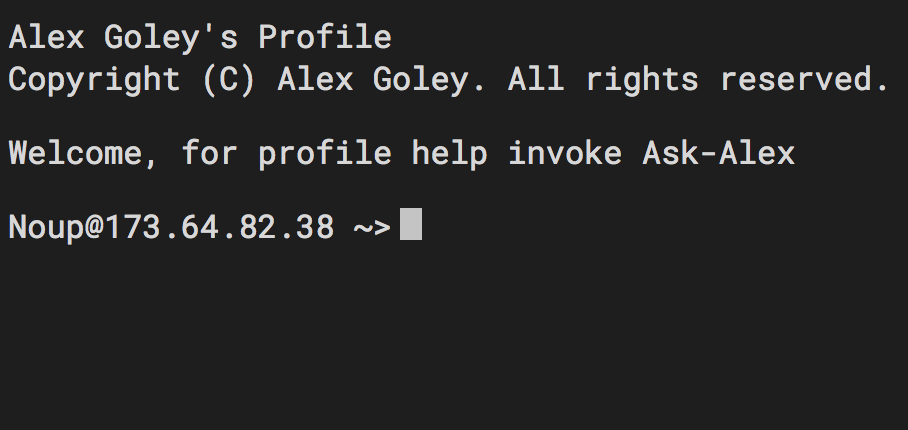 Alex Goley's Profile
Copyright (C) Alex Goley. All rights reserved.
Welcome, for profile help invoke Ask-Alex
Noup@173.64.82.38 ~>